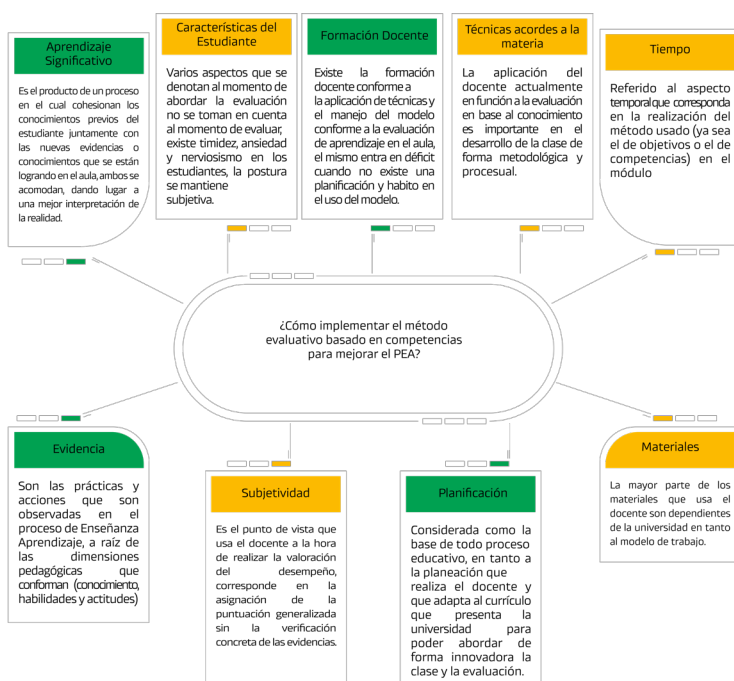 Aprendizaje
Significativo
Es el producto de un proceso
en el cual cohesionan los
conocimientos previos del
estudiante juntamente con
las nuevas evidencias o
conocimientos que se están
logrando en el aula, ambos se
acomodan, dando lugar a
una mejor interpretación de
la realidad.
Características del
Estudiante
Varios aspectos que se
denotan al momento de
abordar la evaluación
no se toman en cuenta
al momento de evaluar,
existe timidez, ansiedad
y nerviosismo en los
estudiantes, la postura
se mantiene
subjetiva.
Formación Docente
Existe la formación
docente conforme a
la aplicación de técnicas y
el manejo del modelo
conforme a la evaluación
de aprendizaje en el aula,
el mismo entra en déficit
cuando no existe una
planificación y habito en
el uso del modelo.
Técnicas acordes a la
materia
La aplicación del
docente actualmente
en función a la evaluación
en base al conocimiento
es importante en el
desarrollo de la clase de
forma metodológica y
procesual.
Tiempo
Referido al aspecto
temporal que corresponda
en la realización del
método usado (ya sea
el de objetivos o el de
competencias) en el
módulo
¿Cómo implementar el método
evaluativo basado en competencias
para mejorar el PEA?
Evidencia
Son las prácticas y
acciones que son
observadas en el
proceso de Enseñanza
Aprendizaje, a raíz de
las dimensiones
pedagógicas que
conforman (conocimiento,
habilidades y actitudes)
Subjetividad
Es el punto de vista que
usa el docente a la hora
de realizar la valoración
del desempeño,
corresponde en la
asignación de la
puntuación generalizada
sin la verificación
concreta de las evidencias.
Planificación
Considerada como la
base de todo proceso
educativo, en tanto a
la planeación que
realiza el docente y
que adapta al currículo
que presenta la
universidad para
poder abordar de
forma innovadora la
clase y la evaluación.
Materiales
La mayor parte de los
materiales que usa el
docente son dependientes
de la universidad en tanto
al modelo de trabajo.